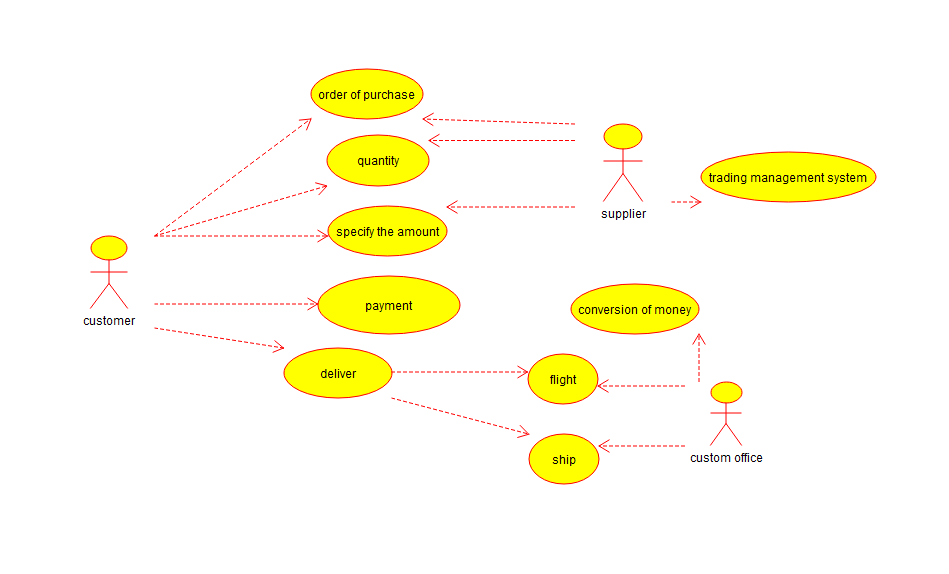 order of purchase
quantity
trading management system
supplier
specify the amount
customer
payment
conversion of money
deliver
flight
custom office
ship